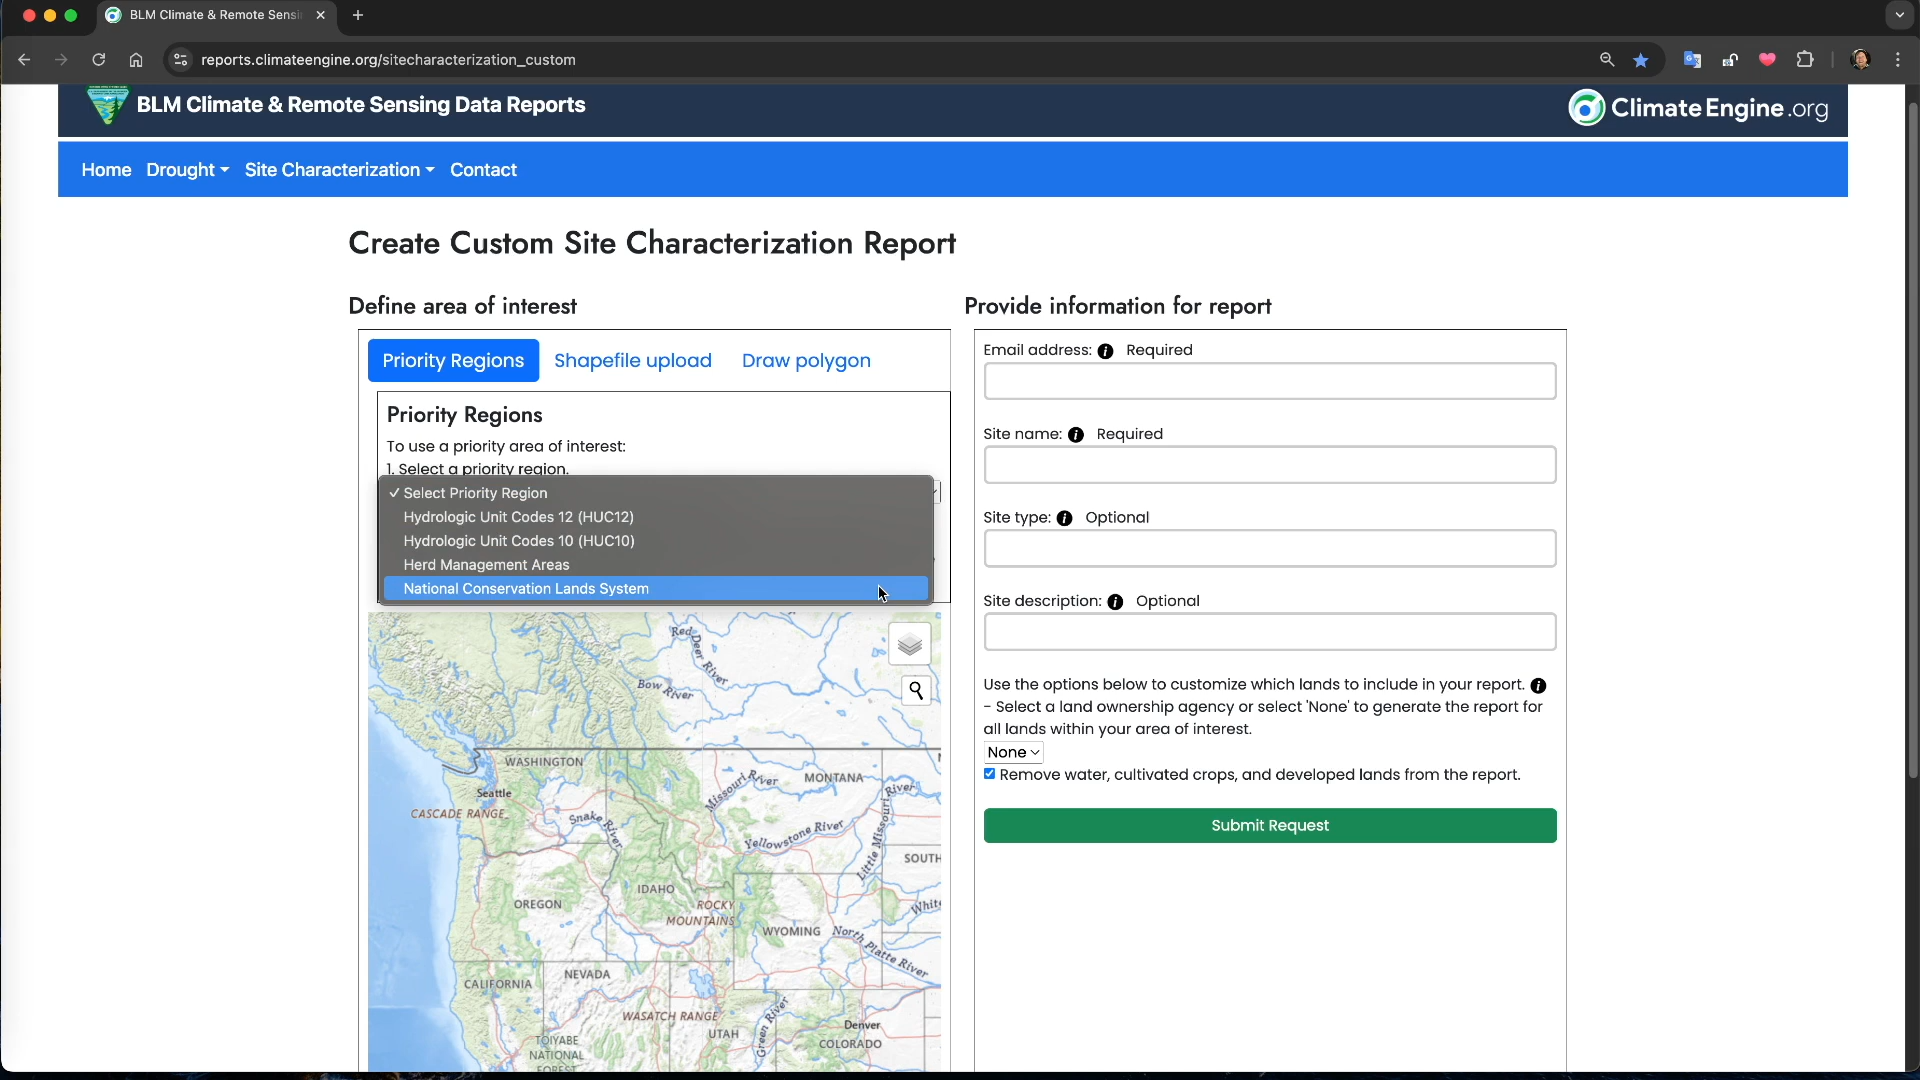 BLM Climate & Remote Sensi
reports.climateengine.org/sitecharacterization_custom
BLM Climate & Remote Sensing Data Reports
ClimateEngine.org
Home Drought Site Characterization Contact
Create Custom Site Characterization Report
Define area of interest
Priority Regions Shapefile upload Draw polygon
Priority Regions
To use a priority area of interest:
1. Select a priority region.
✓ Select Priority Region
Hydrologic Unit Codes 12 (HUC12)
Hydrologic Unit Codes 10 (HUC10)
Herd Management Areas
National Conservation Lands System
Red Deer River
Bow River
WASHINGTON
Seattle
CASCADE RANGE
Missouri River
MONTANA
Snake River
Yellowstone River
Little Missouri River
SOUTH
OREGON
IDAHO
ROCKY
MOUNTAINS
White
WYOMING
North Platte River
NEVADA
CALIFORNIA
WASATCH RANGE
UTAH
Green River
Denver
COLORADO
TOIYABE
NATIONAL
FOREST
Provide information for report
Email address: i Required
Site name: i Required
Site type: i Optional
Site description: i Optional
Use the options below to customize which lands to include in your report. i
- Select a land ownership agency or select 'None' to generate the report for
all lands within your area of interest.
None
Remove water, cultivated crops, and developed lands from the report.
Submit Request